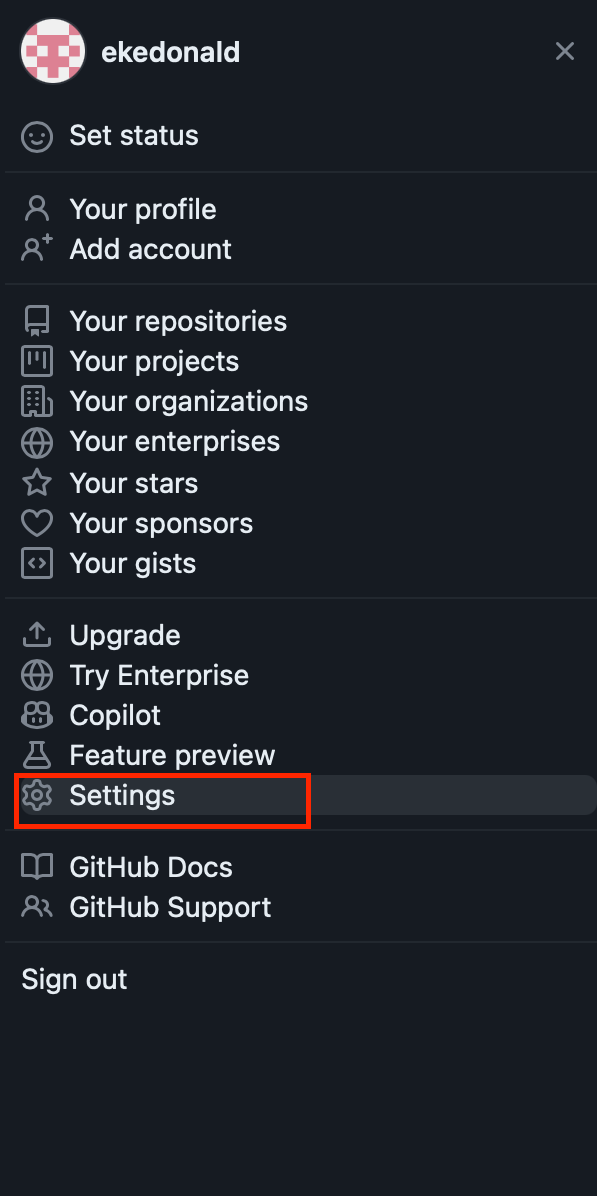 ekedonald
Set status
Your profile
Add account
Your repositories
Your projects
Your organizations
Your enterprises
Your stars
Your sponsors
Your gists
Upgrade
Try Enterprise
Copilot
Feature preview
Settings
GitHub Docs
GitHub Support
Sign out